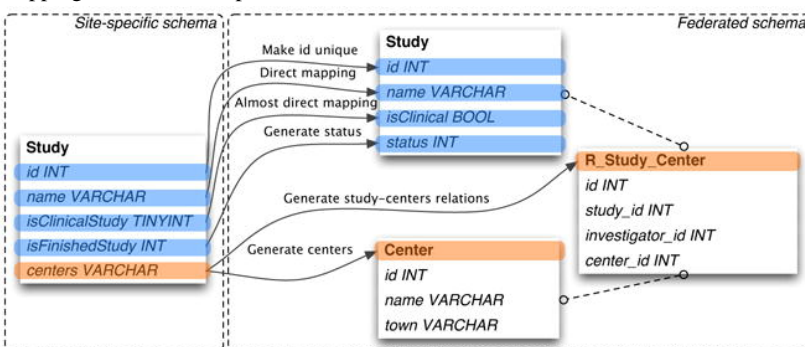 Site-specific schema
Federated schema
Study
id INT
name VARCHAR
isClinicalStudy TINYINT
isFinishedStudy INT
centers VARCHAR
Make id unique
Direct mapping
Almost direct mapping
Generate status
Generate study-centers relations
Generate centers
Study
id INT
name VARCHAR
isClinical BOOL
status INT
Center
id INT
name VARCHAR
town VARCHAR
R_Study_Center
id INT
study_id INT
investigator_id INT
center_id INT